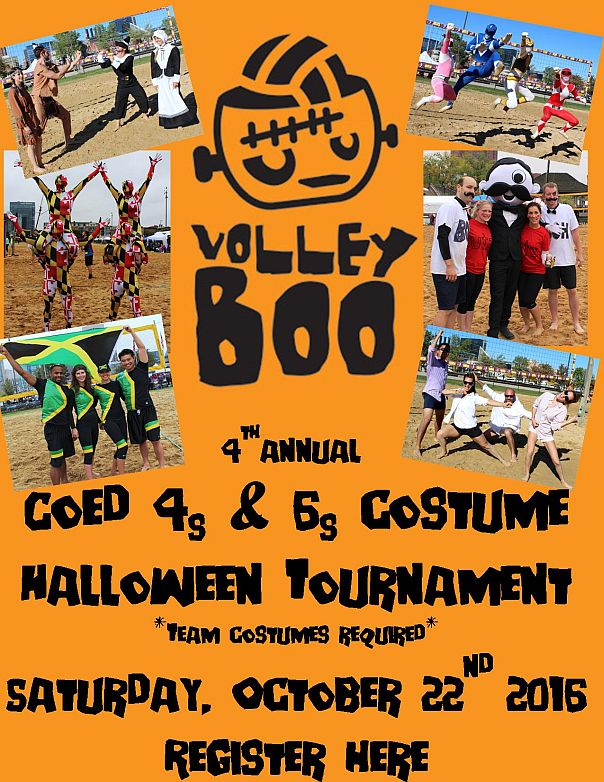 VOLLEY
BOO
4TH ANNUAL
COED 4s & 6s COSTUME
HALLOWEEN TOURNAMENT
*TEAM COSTUMES REQUIRED*
SATURDAY, OCTOBER 22ND 2016
REGISTER HERE